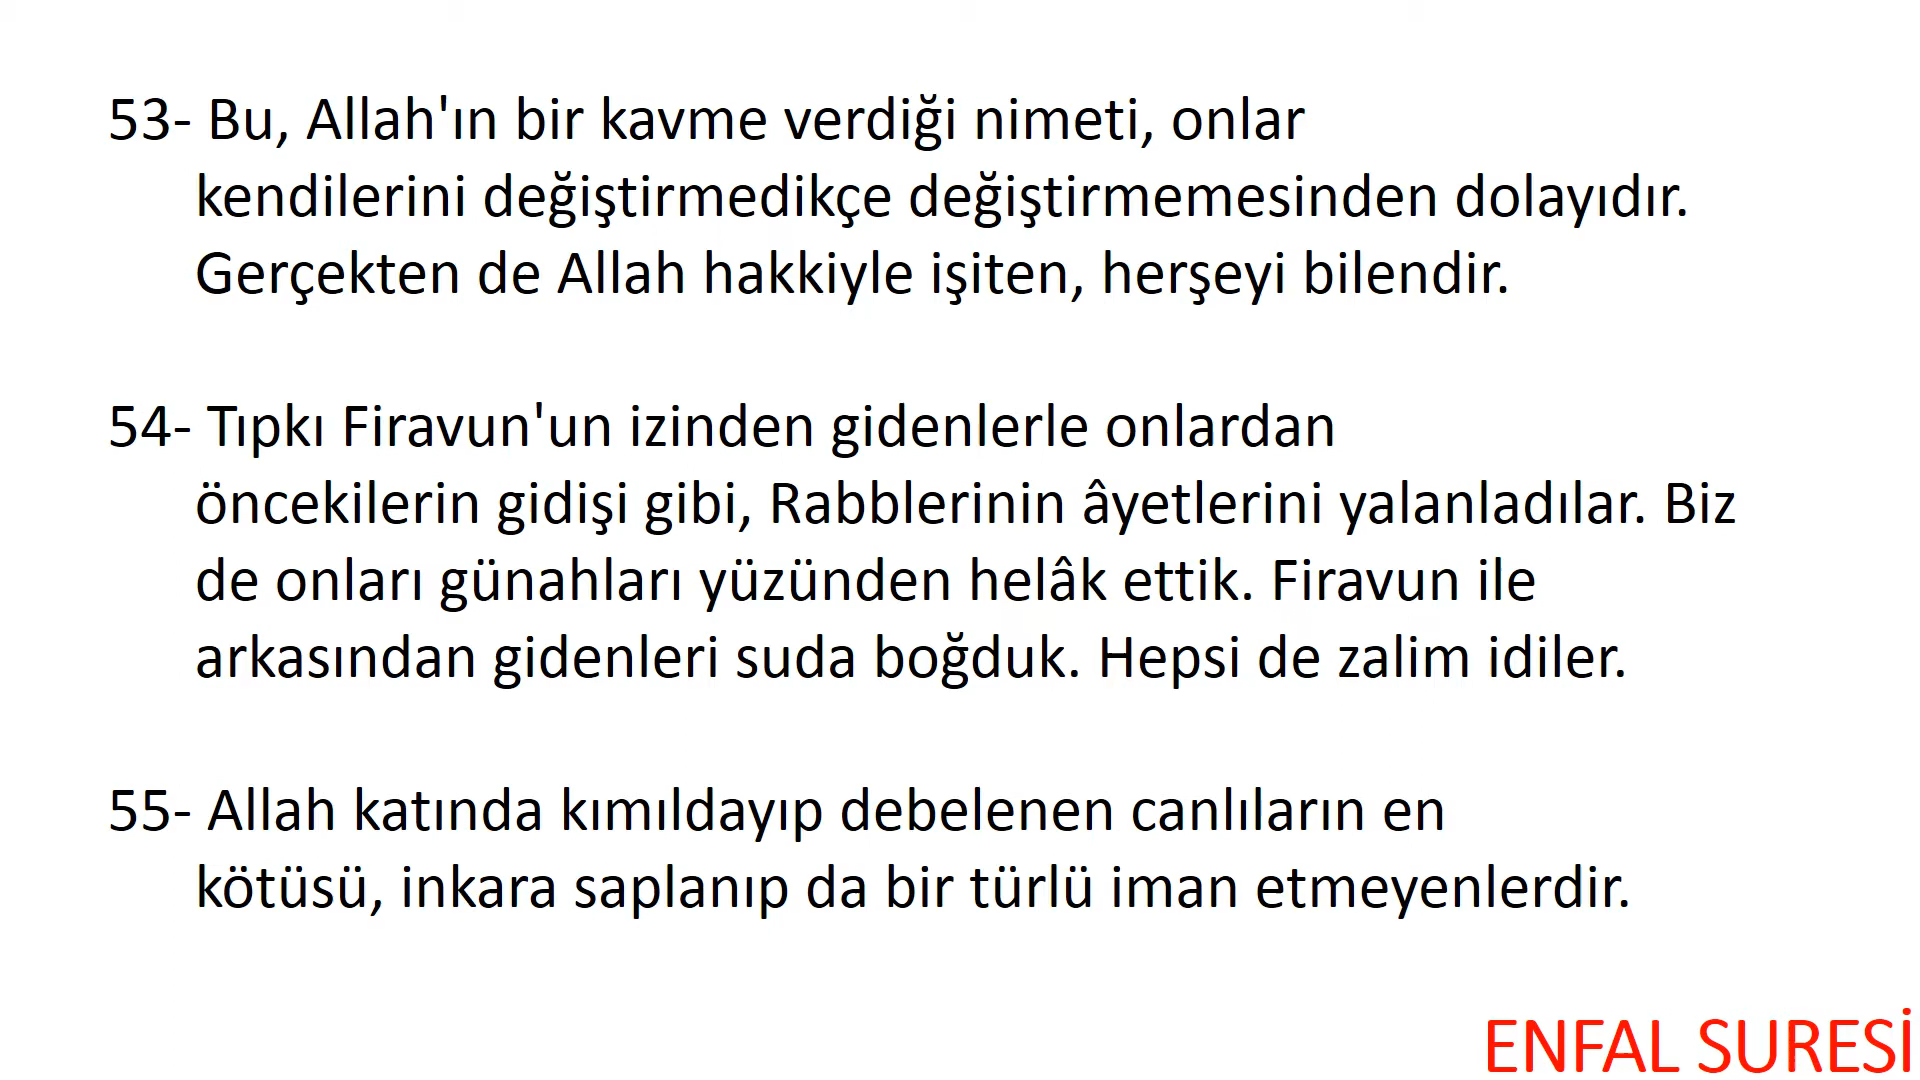 53- Bu, Allah'ın bir kavme verdiği nimeti, onlar
kendilerini değiştirmedikçe değiştirmemesinden dolayıdır.
Gerçekten de Allah hakkiyle işiten, herşeyi bilendir.
54- Tıpkı Firavun'un izinden gidenlerle onlardan
öncekilerin gidişi gibi, Rabblerinin âyetlerini yalanladılar. Biz
de onları günahları yüzünden helâk ettik. Firavun ile
arkasından gidenleri suda boğduk. Hepsi de zalim idiler.
55- Allah katında kımıldayıp debelenen canlıların en
kötüsü, inkara saplanıp da bir türlü iman etmeyenlerdir.
ENFAL SURESİ